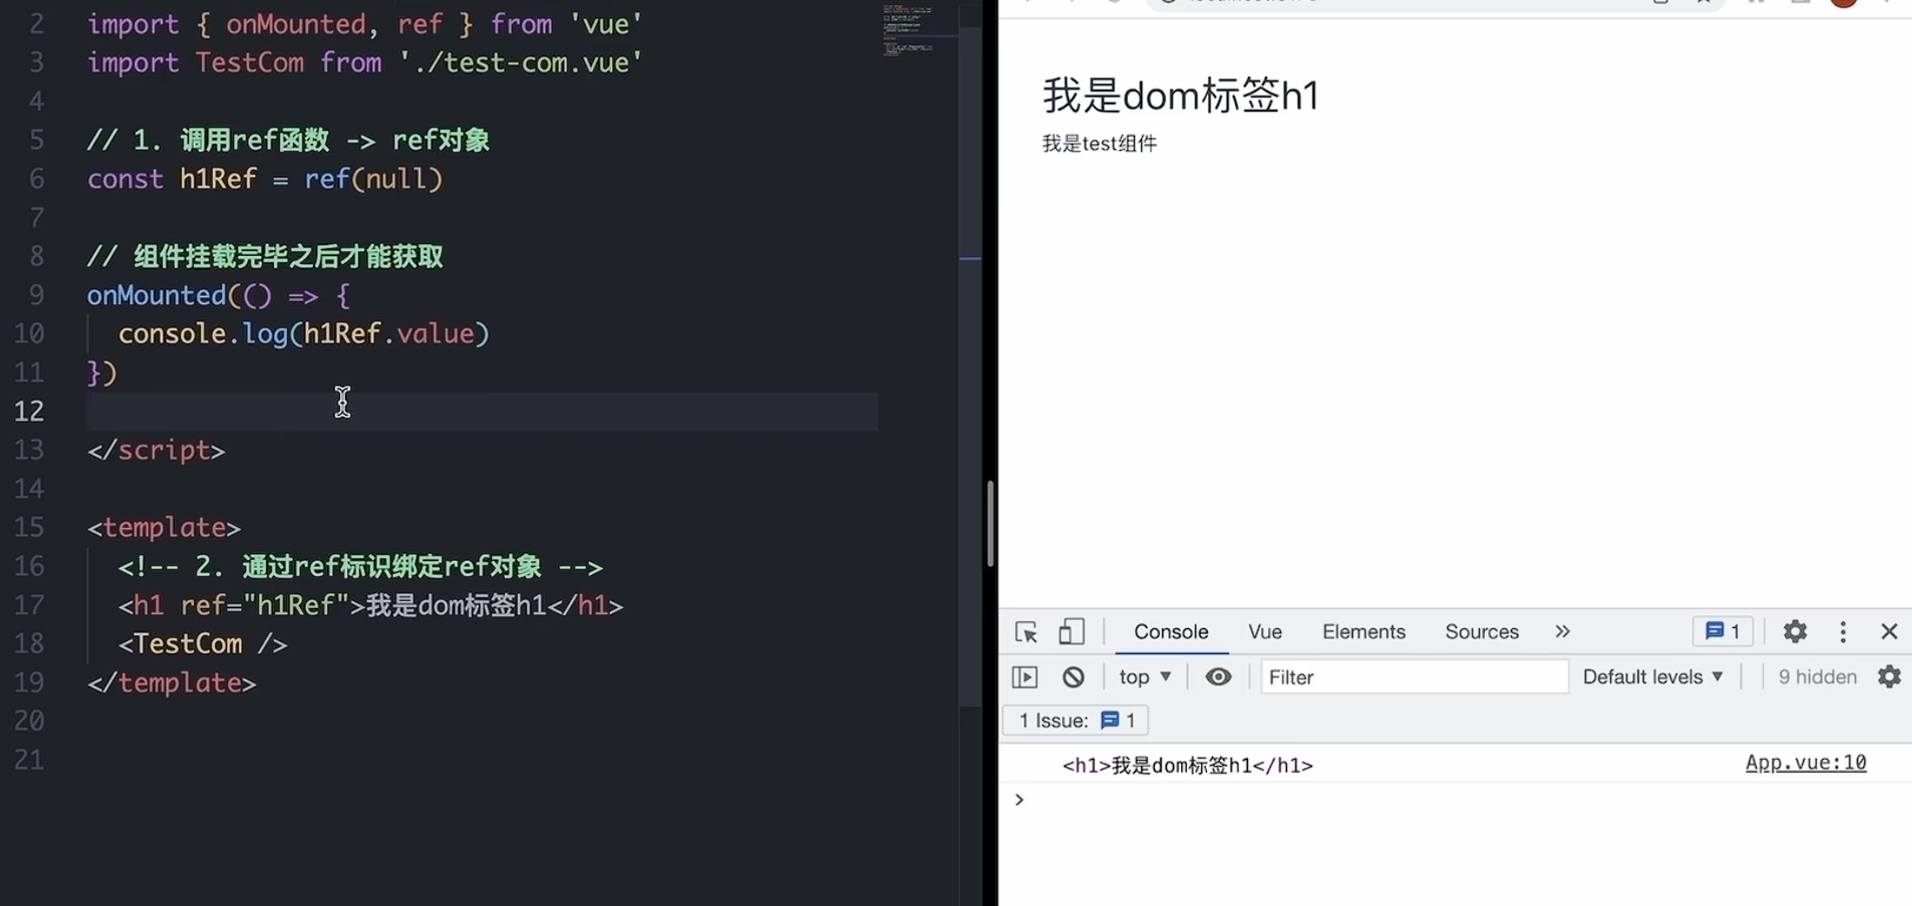 2 import { onMounted, ref } from 'vue'
3 import TestCom from './test-com.vue'
4
5 // 1. 调用ref函数 -> ref对象
6 const h1Ref = ref(null)
7
8 // 组件挂载完毕之后才能获取
9 onMounted(() => {
10 console.log(h1Ref.value)
11 })
12
13 </script>
14
15 <template>
16 <!-- 2. 通过ref标识绑定ref对象 -->
17 <h1 ref="h1Ref">我是dom标签h1</h1>
18 <TestCom />
19 </template>
20
21
我是dom标签h1
我是test组件
Console Vue Elements Sources » 1
top ▼ Filter Default levels ▼ 9 hidden
1 Issue: 1
<h1>我是dom标签h1</h1> App.vue:10
>